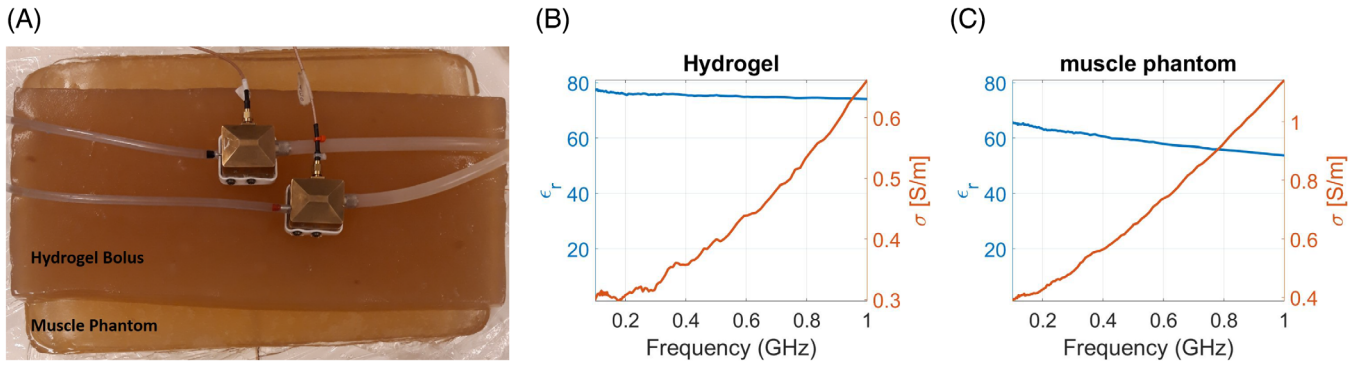 (A)
Hydrogel Bolus
Muscle Phantom
(B)
Hydrogel
80
60
40
20
ϵr
0.6
0.5
0.4
0.3
σ [S/m]
0.2 0.4 0.6 0.8 1
Frequency (GHz)
(C)
muscle phantom
80
60
40
20
ϵr
1
0.8
0.6
0.4
σ [S/m]
0.2 0.4 0.6 0.8 1
Frequency (GHz)